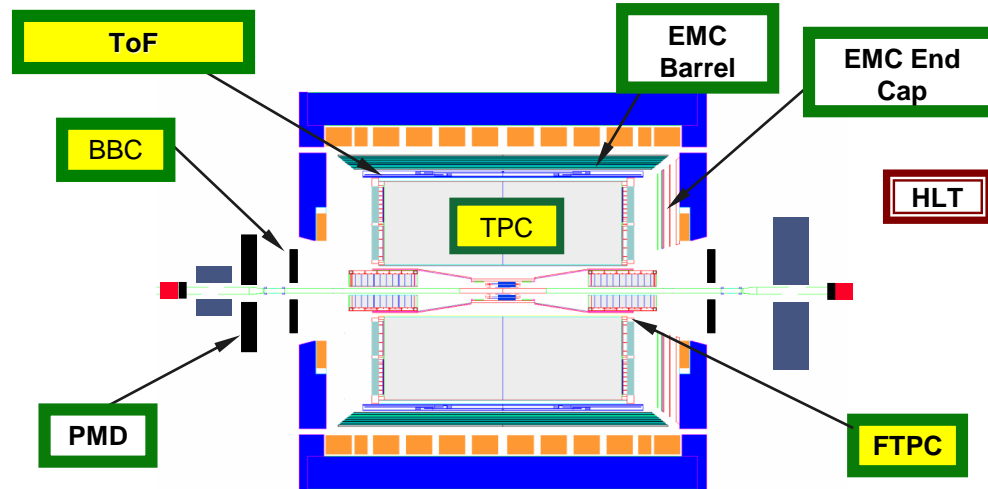 ToF
EMC
Barrel
EMC End
Cap
BBC
HLT
TPC
PMD
FTPC